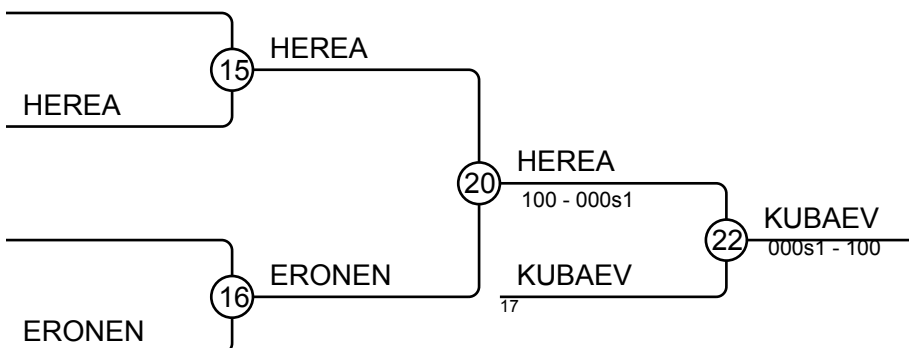 HEREA
15
HEREA
HEREA
20
100 - 000s1
KUBAEV
22
000s1 - 100
ERONEN
KUBAEV
16
17
ERONEN